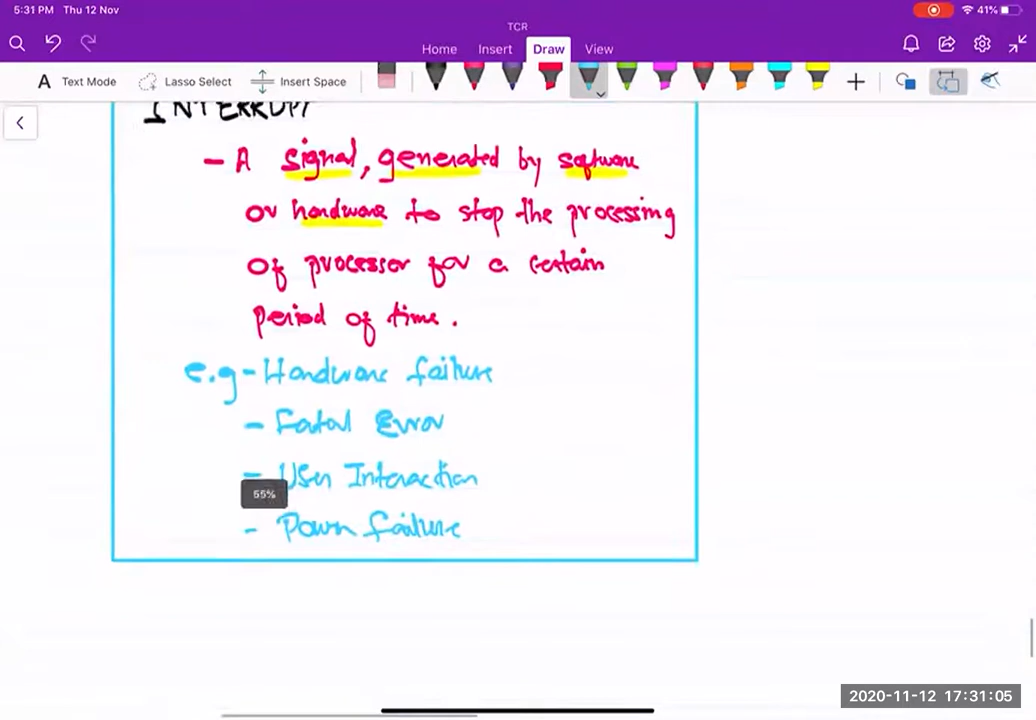 5:31 PM Thu 12 Nov
41%
TCR
Home Insert Draw View
A Text Mode Lasso Select Insert Space
INTERRUPT
- A signal, generated by software
or hardware to stop the processing
of processor for a certain
period of time.
e.g - Hardware failure
- Fatal Error
- User Interaction
55%
- Power failure
2020-11-12 17:31:05